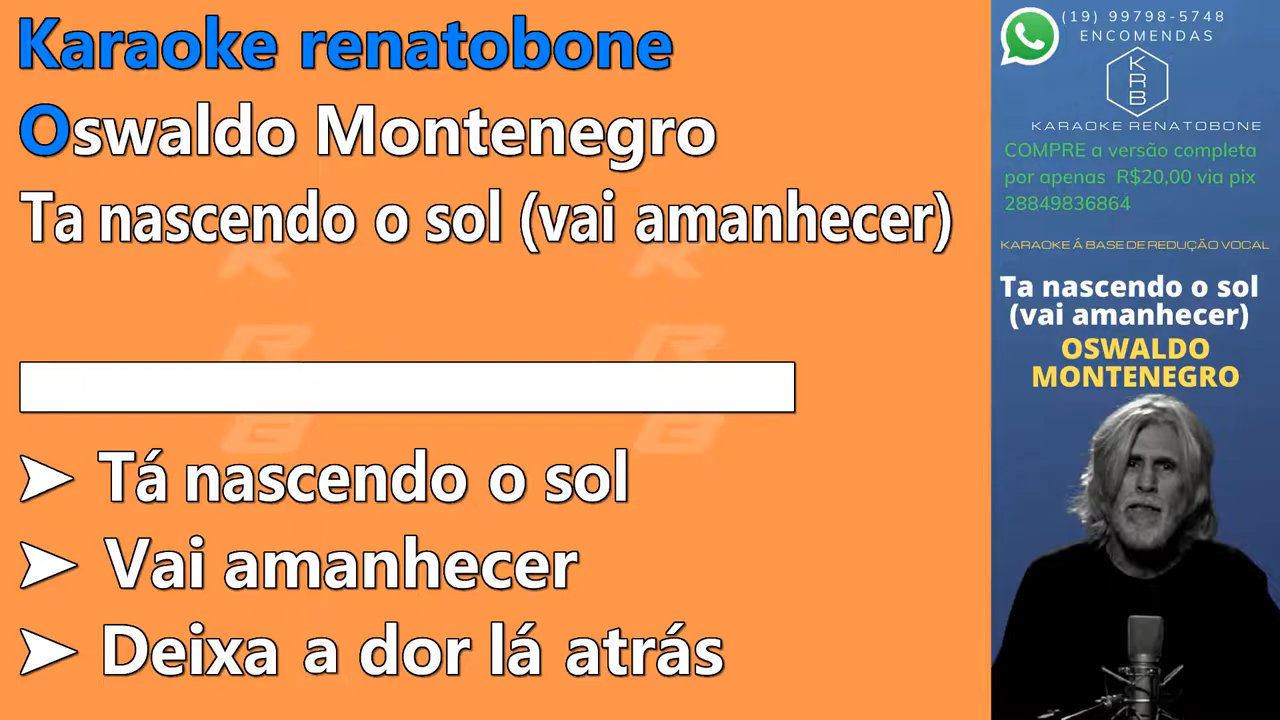 Karaoke renatobone
Oswaldo Montenegro
Ta nascendo o sol (vai amanhecer)
➤ Tá nascendo o sol
➤ Vai amanhecer
➤ Deixa a dor lá atrás
(19) 99798-5748
ENCOMENDAS
K
R
B
KARAOKE RENATOBONE
COMPRE a versão completa
por apenas R$20,00 via pix
28849836864
KARAOKE Á BASE DE REDUÇÃO VOCAL
Ta nascendo o sol
(vai amanhecer)
OSWALDO
MONTENEGRO
K
R
B
K
R
B